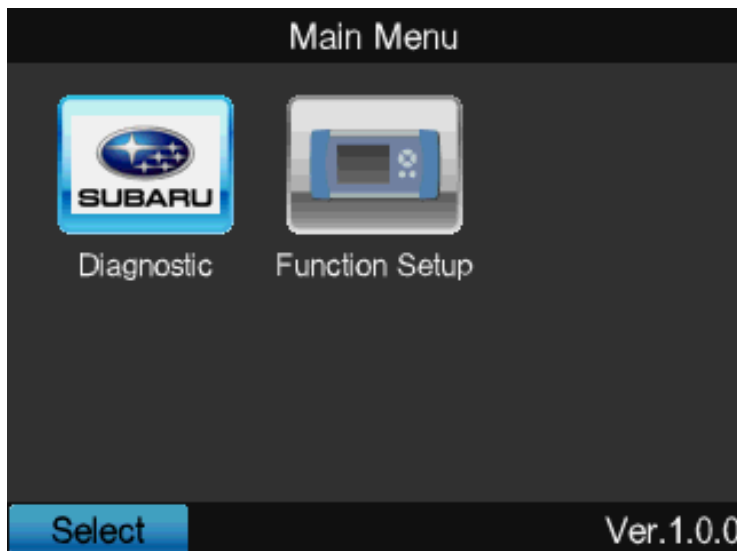 Main Menu
SUBARU
Diagnostic
Function Setup
Select
Ver.1.0.0